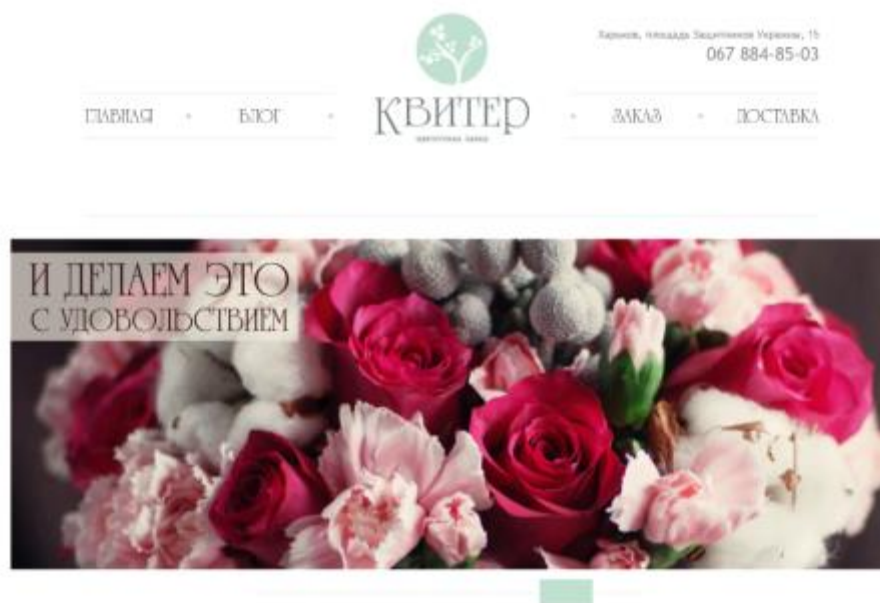 Харьков, площадь Защитников Украины, 15
067 884-85-03
ГЛАВНАЯ
БЛОГ
КВИТЕР
ЗАКАЗ
ДОСТАВКА
И ДЕЛАЕМ ЭТО
С УДОВОЛЬСТВИЕМ